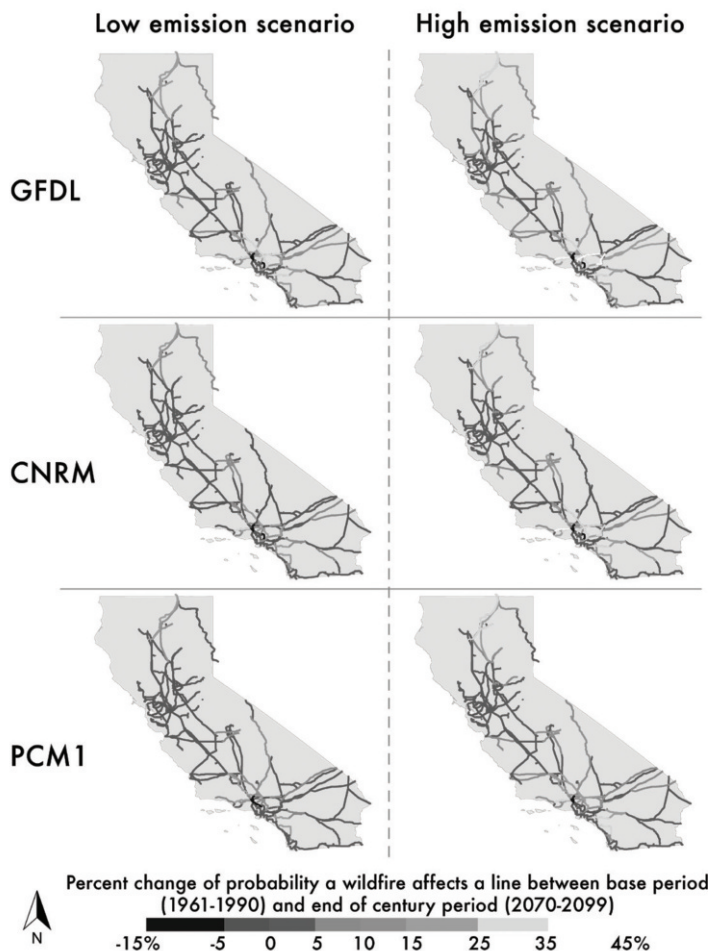 Low emission scenario High emission scenario
GFDL
CNRM
PCM1
Percent change of probability a wildfire affects a line between base period
(1961-1990) and end of century period (2070-2099)
N
-15% -5 0 5 10 15 25 35 45%